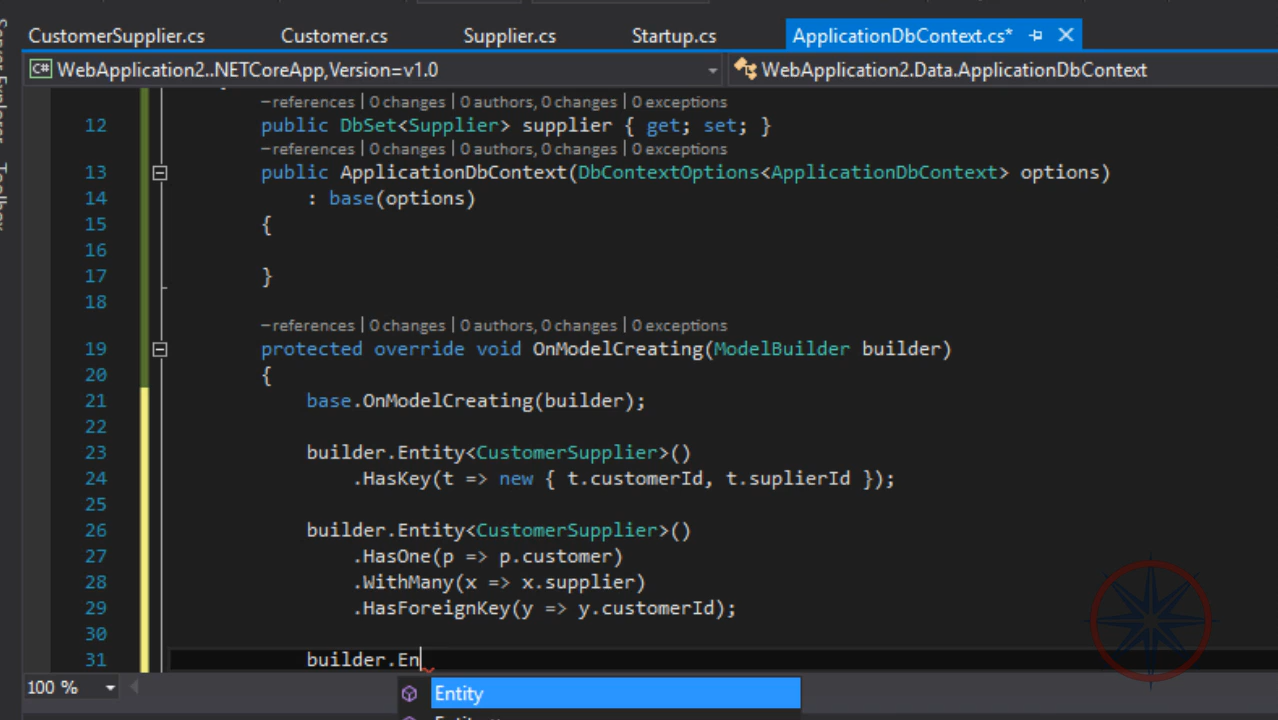 CustomerSupplier.cs Customer.cs Supplier.cs Startup.cs ApplicationDbContext.cs*
WebApplication2..NETCoreApp,Version=v1.0 WebApplication2.Data.ApplicationDbContext
Server Explorer
Toolbox
–references | 0 changes | 0 authors, 0 changes | 0 exceptions
12 public DbSet<Supplier> supplier { get; set; }
–references | 0 changes | 0 authors, 0 changes | 0 exceptions
13 public ApplicationDbContext(DbContextOptions<ApplicationDbContext> options)
14 : base(options)
15 {
16
17 }
18
–references | 0 changes | 0 authors, 0 changes | 0 exceptions
19 protected override void OnModelCreating(ModelBuilder builder)
20 {
21 base.OnModelCreating(builder);
22
23 builder.Entity<CustomerSupplier>()
24 .HasKey(t => new { t.customerId, t.suplierId });
25
26 builder.Entity<CustomerSupplier>()
27 .HasOne(p => p.customer)
28 .WithMany(x => x.supplier)
29 .HasForeignKey(y => y.customerId);
30
31 builder.En
100 %
Entity